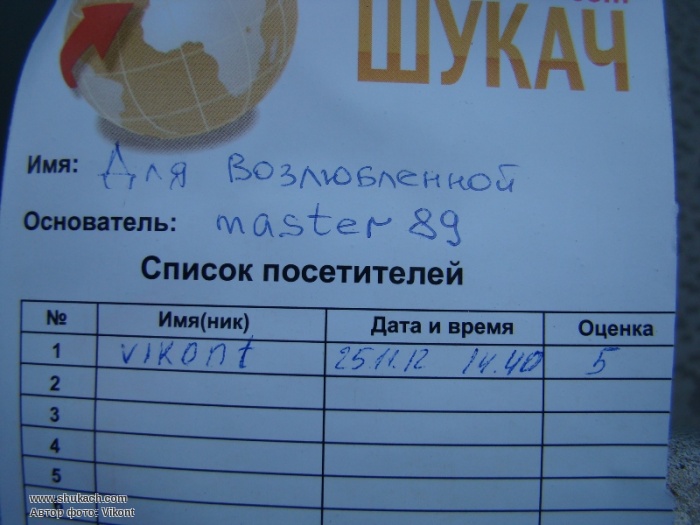 ШУКАЧ
Имя: Для Возлюбленной
Основатель: master 89
Список посетителей
№ Имя(ник) Дата и время Оценка
1 vikont 25.11.12 14.40 5
2
3
4
5
www.shukach.com
Автор фото: Vikont